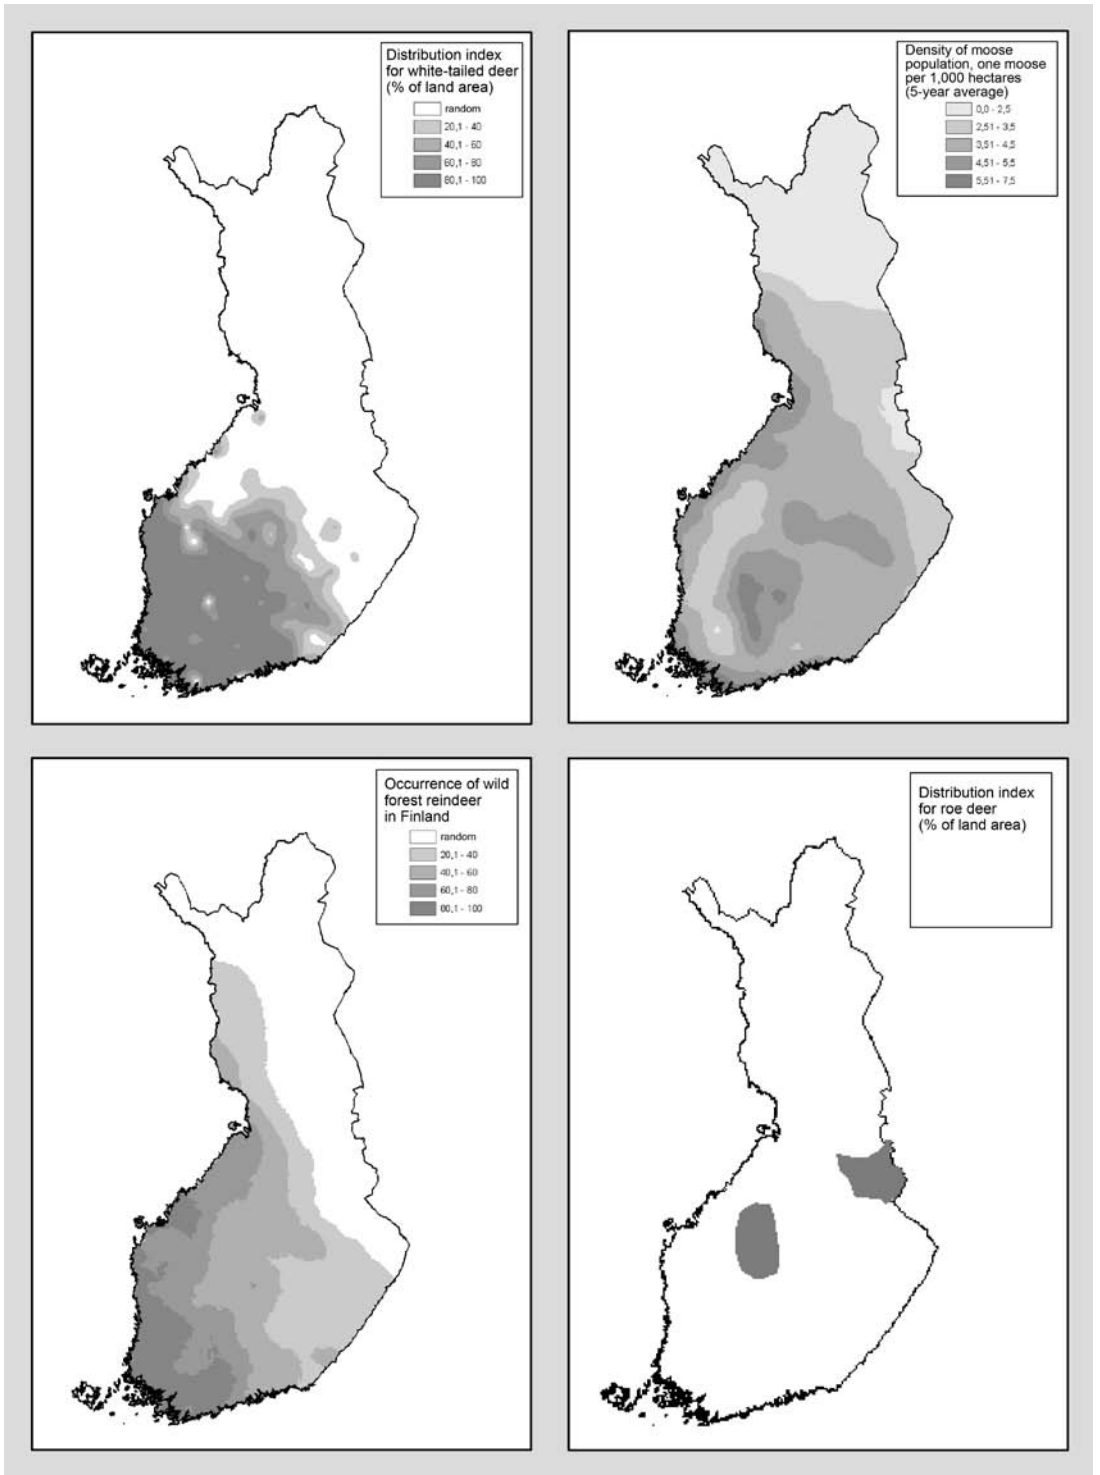 Distribution index
for white-tailed deer
(% of land area)
random
20,1 - 40
40,1 - 60
60,1 - 80
80,1 - 100
Density of moose
population, one moose
per 1,000 hectares
(5-year average)
0,0 - 2,5
2,51 - 3,5
3,51 - 4,5
4,51 - 5,5
5,51 - 7,5
Occurrence of wild
forest reindeer
in Finland
random
20,1 - 40
40,1 - 60
60,1 - 80
80,1 - 100
Distribution index
for roe deer
(% of land area)